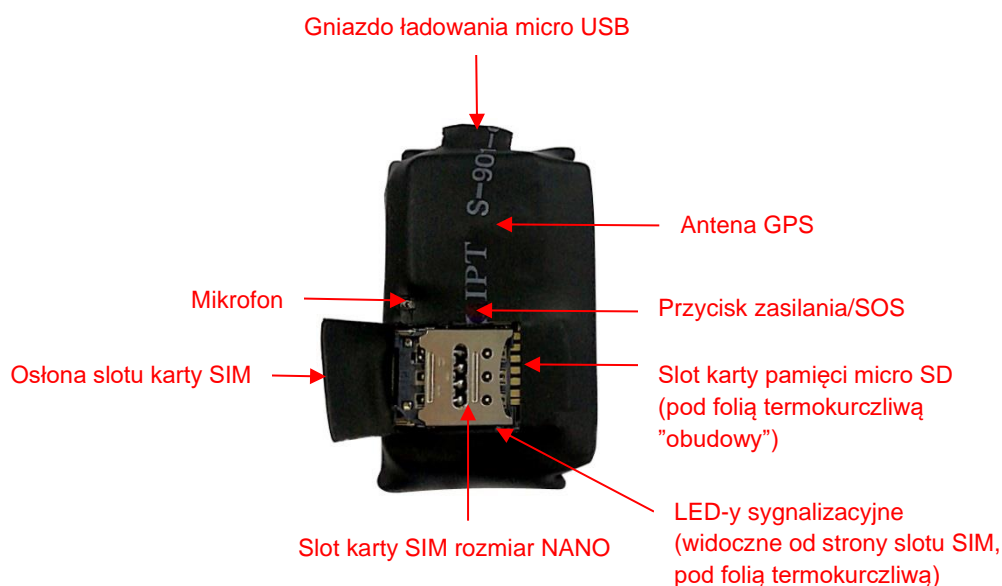 Gniazdo ładowania micro USB
S-901-
IPT
Antena GPS
Mikrofon
Przycisk zasilania/SOS
Osłona slotu karty SIM
Slot karty pamięci micro SD
(pod folią termokurczliwą
”obudowy”)
LED-y sygnalizacyjne
(widoczne od strony slotu SIM,
pod folią termokurczliwą)
Slot karty SIM rozmiar NANO